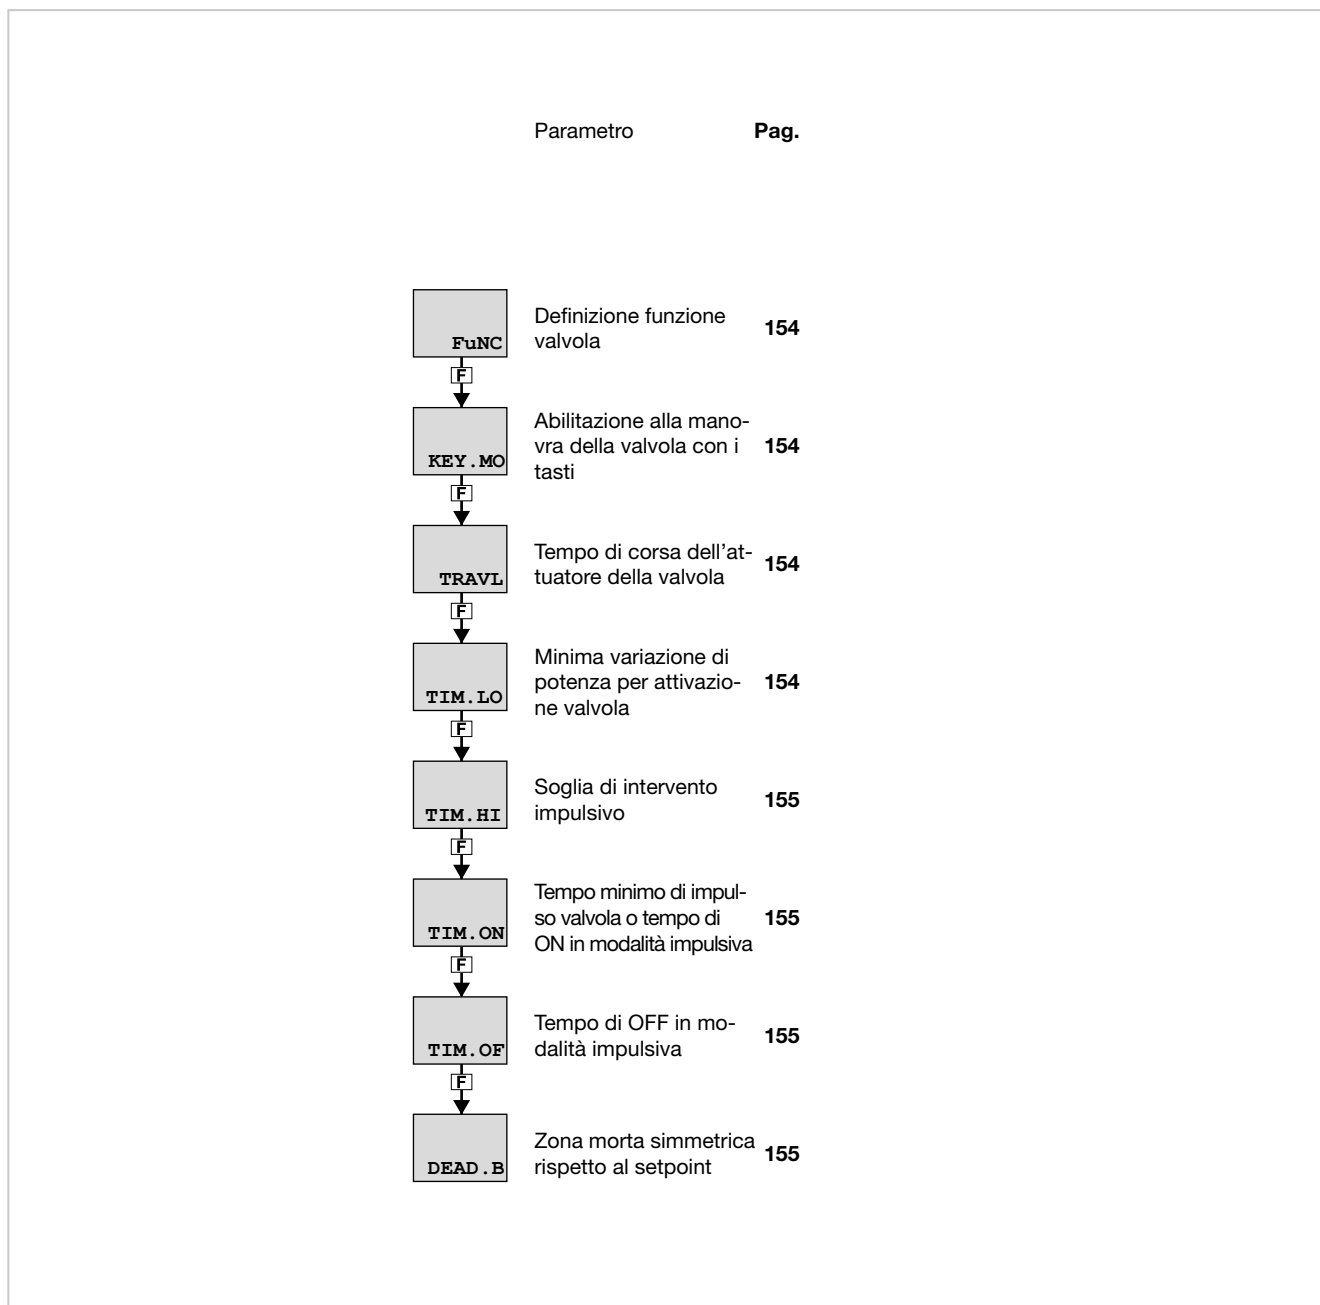 Parametro Pag.
FuNC
Definizione funzione
valvola
154
F
KEY.MO
Abilitazione alla mano-
vra della valvola con i
tasti
154
F
TRAVL
Tempo di corsa dell'at-
tuatore della valvola
154
F
TIM.LO
Minima variazione di
potenza per attivazio-
ne valvola
154
F
TIM.HI
Soglia di intervento
impulsivo
155
F
TIM.ON
Tempo minimo di impul-
so valvola o tempo di
ON in modalità impulsiva
155
F
TIM.OF
Tempo di OFF in mo-
dalità impulsiva
155
F
DEAD.B
Zona morta simmetrica
rispetto al setpoint
155